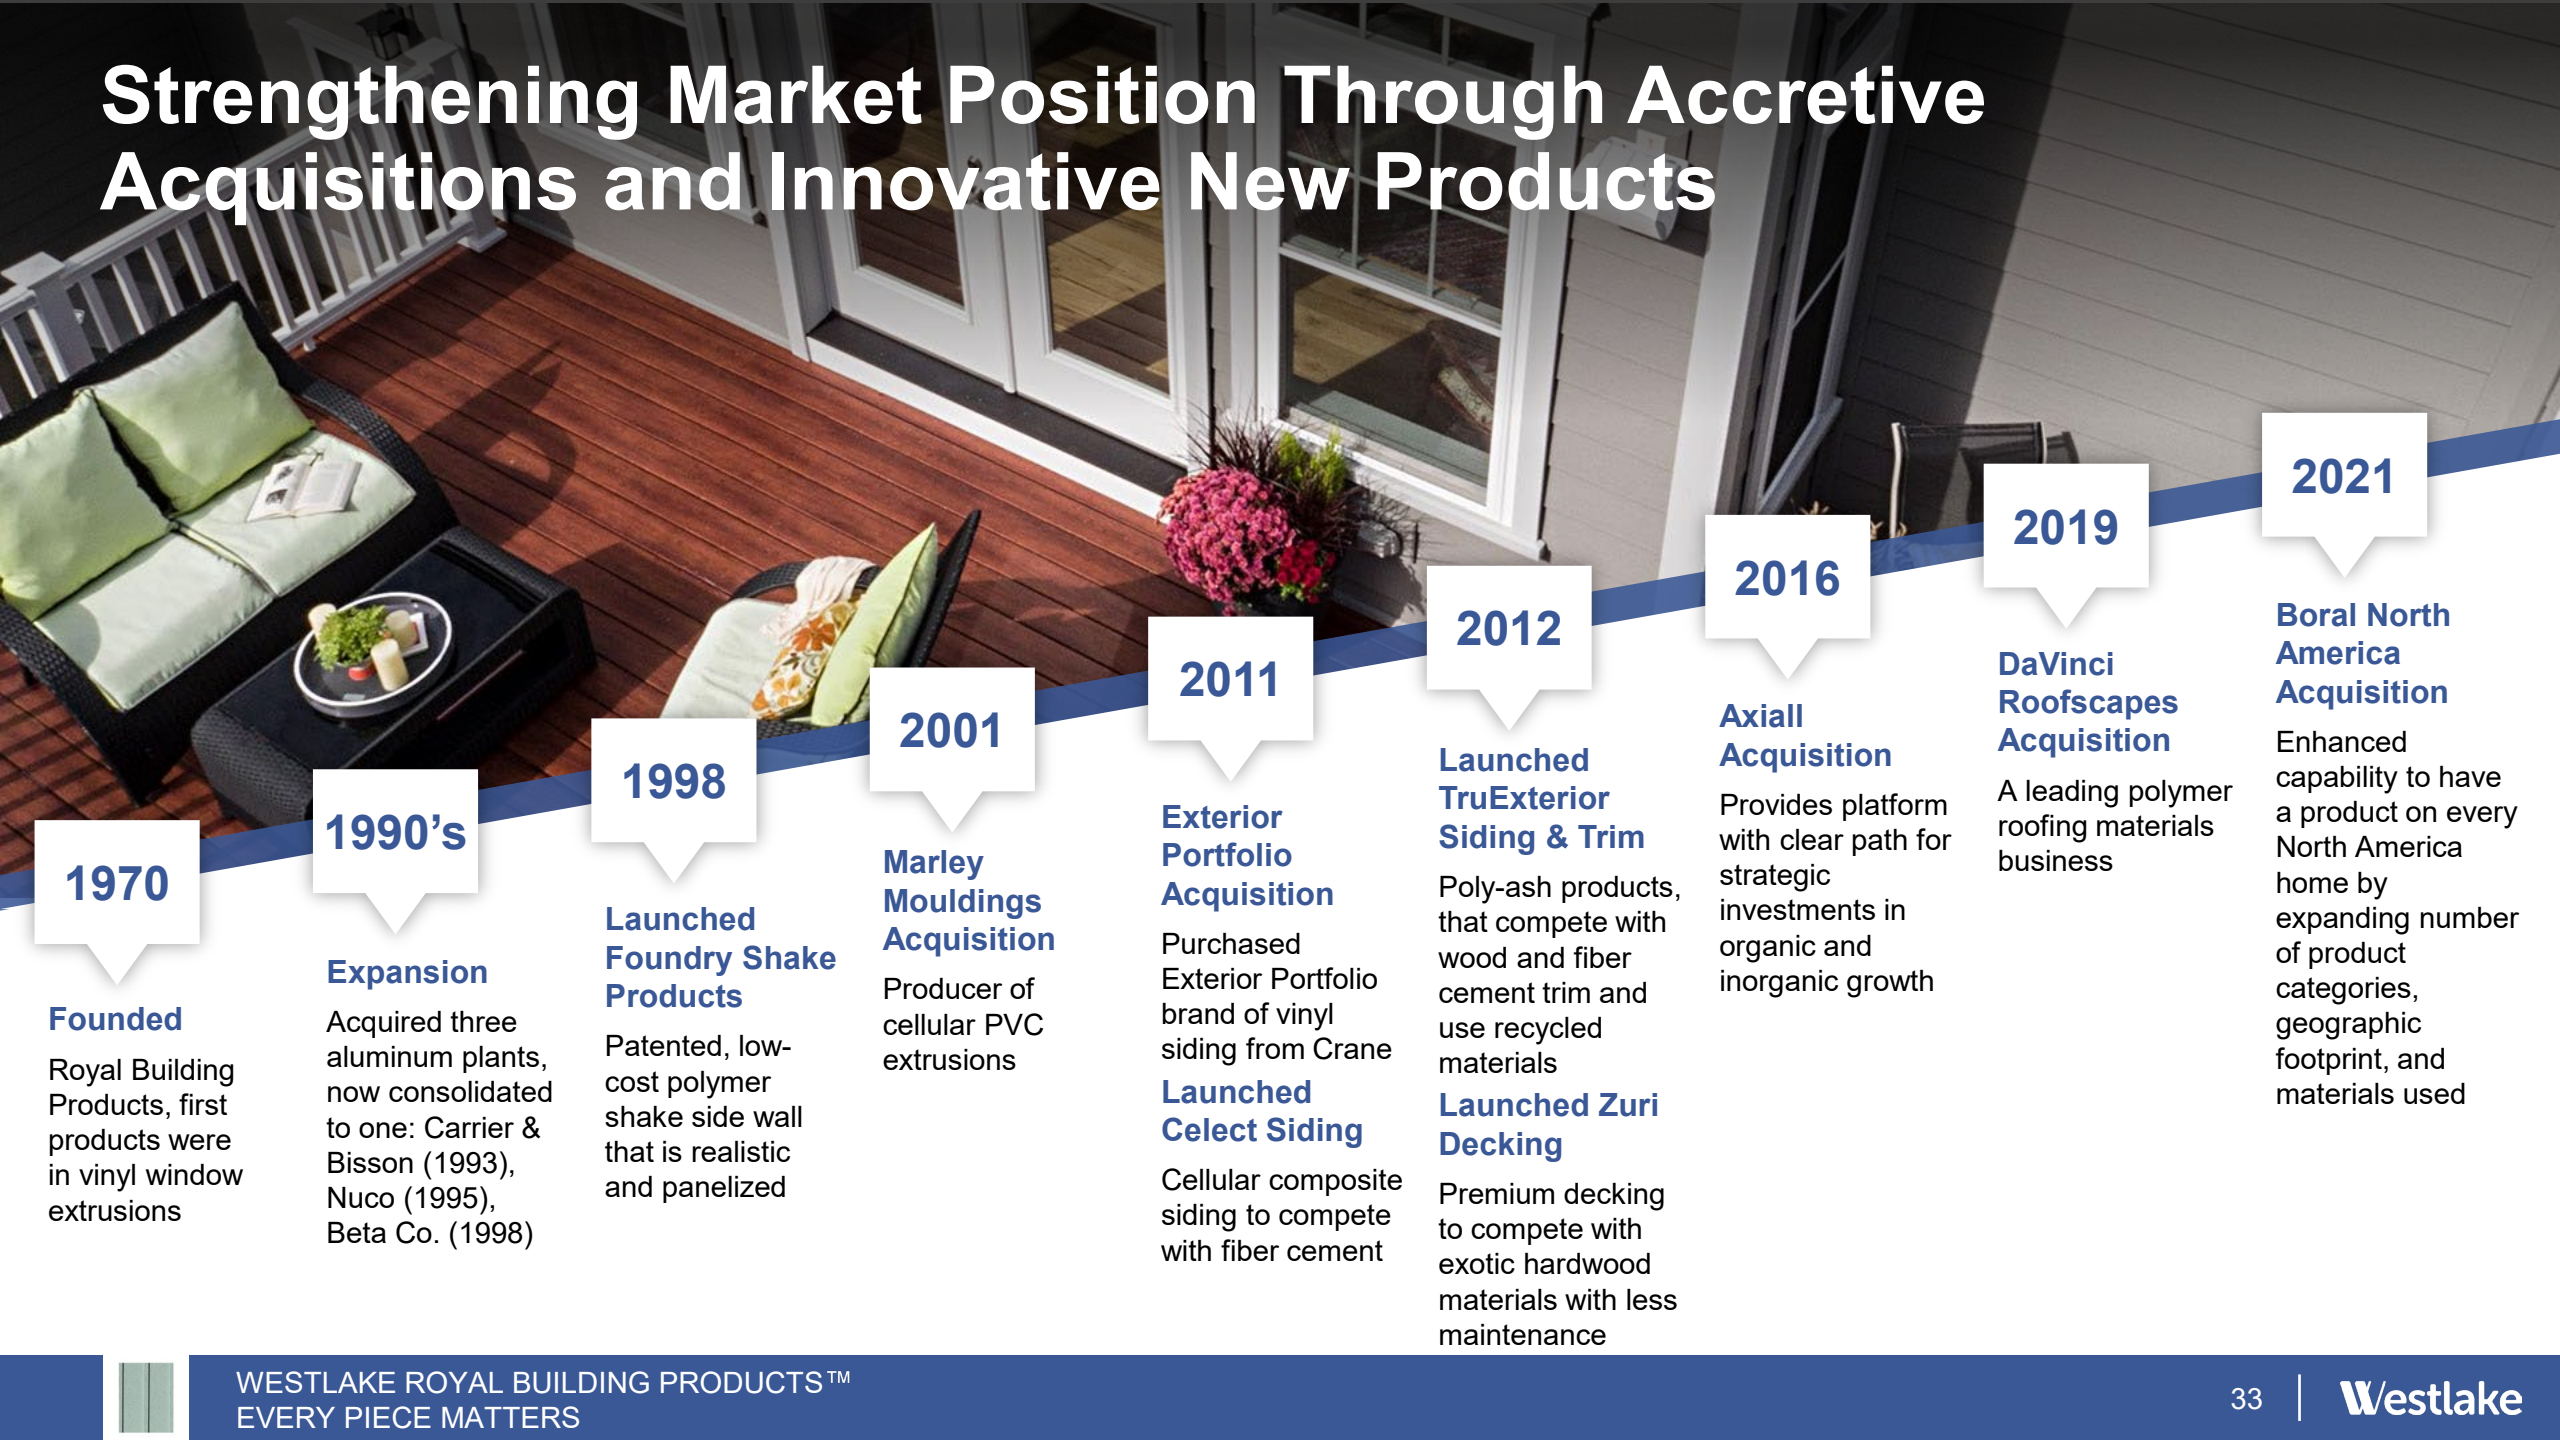 Strengthening Market Position Through Accretive
Acquisitions and Innovative New Products
1970
Founded
Royal Building
Products, first
products were
in vinyl window
extrusions
1990’s
Expansion
Acquired three
aluminum plants,
now consolidated
to one: Carrier &
Bisson (1993),
Nuco (1995),
Beta Co. (1998)
1998
Launched
Foundry Shake
Products
Patented, low-
cost polymer
shake side wall
that is realistic
and panelized
2001
Marley
Mouldings
Acquisition
Producer of
cellular PVC
extrusions
2011
Exterior
Portfolio
Acquisition
Purchased
Exterior Portfolio
brand of vinyl
siding from Crane
Launched
Celect Siding
Cellular composite
siding to compete
with fiber cement
2012
Launched
TruExterior
Siding & Trim
Poly-ash products,
that compete with
wood and fiber
cement trim and
use recycled
materials
Launched Zuri
Decking
Premium decking
to compete with
exotic hardwood
materials with less
maintenance
2016
Axiall
Acquisition
Provides platform
with clear path for
strategic
investments in
organic and
inorganic growth
2019
DaVinci
Roofscapes
Acquisition
A leading polymer
roofing materials
business
2021
Boral North
America
Acquisition
Enhanced
capability to have
a product on every
North America
home by
expanding number
of product
categories,
geographic
footprint, and
materials used
WESTLAKE ROYAL BUILDING PRODUCTS™
EVERY PIECE MATTERS
33
Westlake